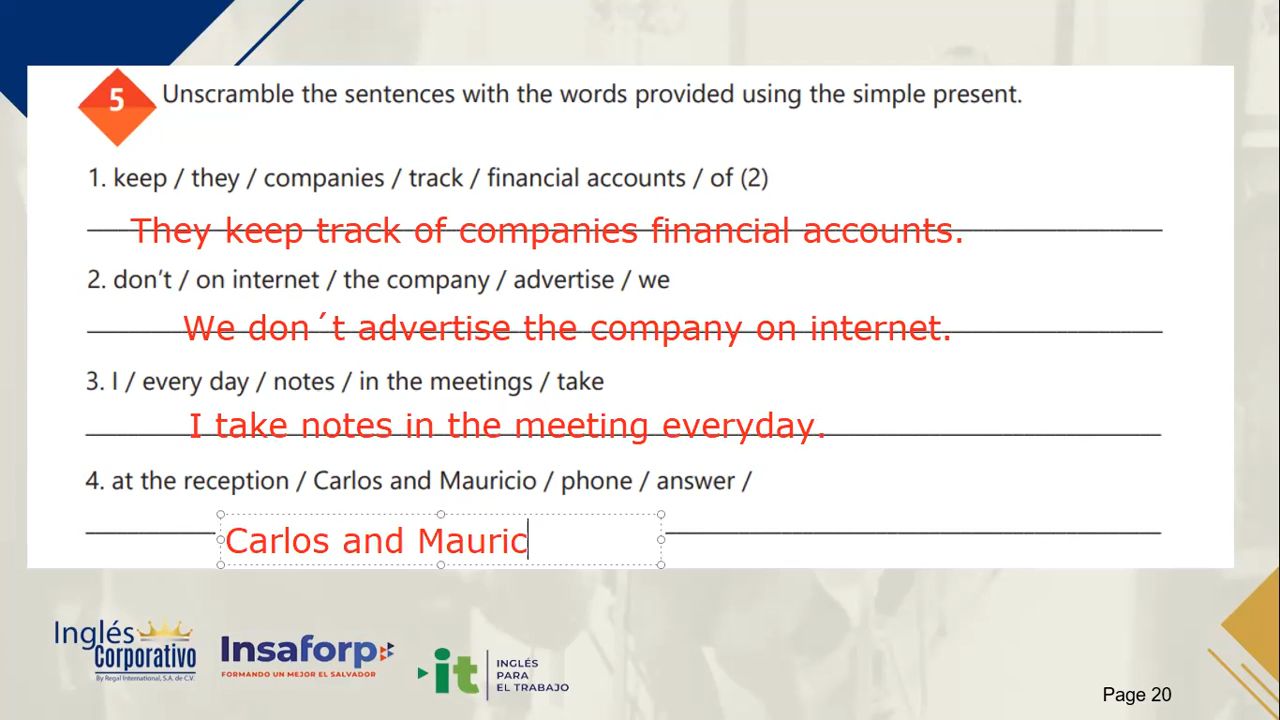 5 Unscramble the sentences with the words provided using the simple present.
1. keep / they / companies / track / financial accounts / of (2)
They keep track of companies financial accounts.
2. don't / on internet / the company / advertise / we
We don´t advertise the company on internet.
3. I / every day / notes / in the meetings / take
I take notes in the meeting everyday.
4. at the reception / Carlos and Mauricio / phone / answer /
Carlos and Mauric
Inglés
Corporativo
By Regal International, S.A. de C.V.
Insaforp
FORMANDO UN MEJOR EL SALVADOR
it
INGLÉS
PARA
EL TRABAJO
Page 20